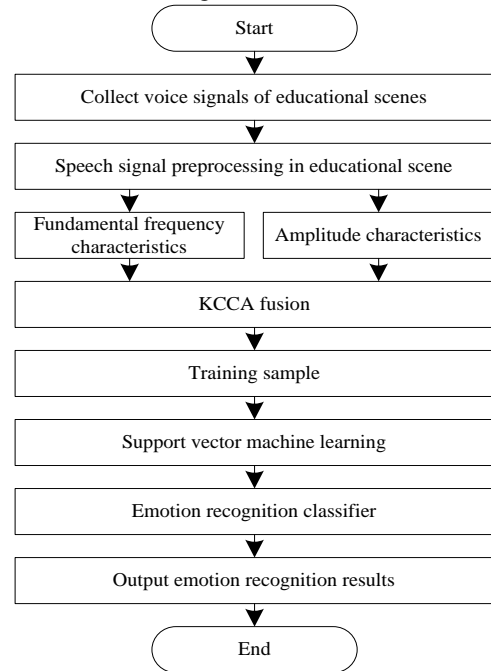 Start
Collect voice signals of educational scenes
Speech signal preprocessing in educational scene
Fundamental frequency
characteristics
Amplitude characteristics
KCCA fusion
Training sample
Support vector machine learning
Emotion recognition classifier
Output emotion recognition results
End